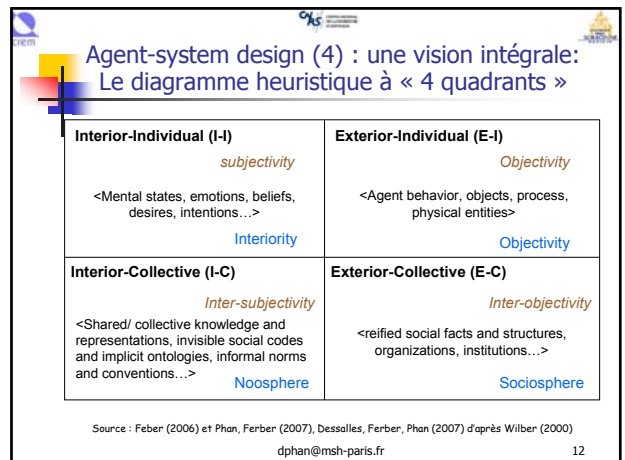 crem
Agent-system design (4) : une vision intégrale:
Le diagramme heuristique à « 4 quadrants »
Interior-Individual (I-I)
subjectivity
<Mental states, emotions, beliefs,
desires, intentions…>
Interiority
Exterior-Individual (E-I)
Objectivity
<Agent behavior, objects, process,
physical entities>
Objectivity
Interior-Collective (I-C)
Inter-subjectivity
<Shared/ collective knowledge and
representations, invisible social codes
and implicit ontologies, informal norms
and conventions…>
Noosphere
Exterior-Collective (E-C)
Inter-objectivity
<reified social facts and structures,
organizations, institutions…>
Sociosphere
Source : Feber (2006) et Phan, Ferber (2007), Dessalles, Ferber, Phan (2007) d'après Wilber (2000)
dphan@msh-paris.fr
12